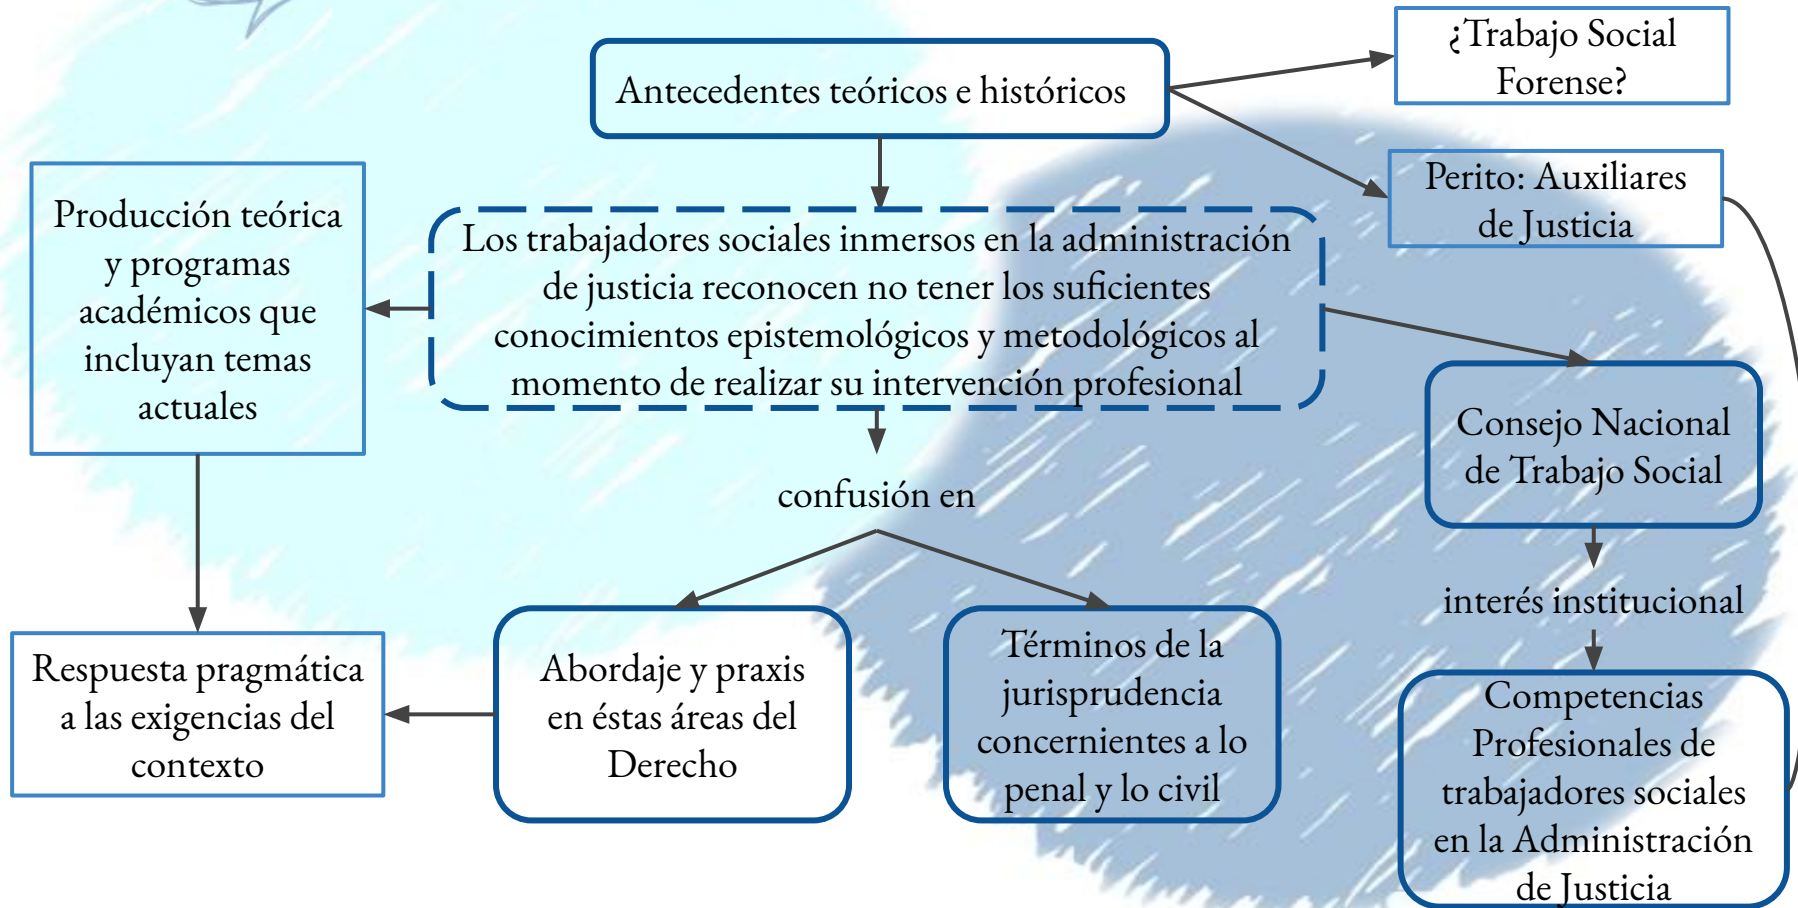 ¿Trabajo Social
Forense?
Antecedentes teóricos e históricos
Perito: Auxiliares
de Justicia
Producción teórica
y programas
académicos que
incluyan temas
actuales
Los trabajadores sociales inmersos en la administración
de justicia reconocen no tener los suficientes
conocimientos epistemológicos y metodológicos al
momento de realizar su intervención profesional
Consejo Nacional
de Trabajo Social
confusión en
interés institucional
Respuesta pragmática
a las exigencias del
contexto
Abordaje y praxis
en éstas áreas del
Derecho
Términos de la
jurisprudencia
concernientes a lo
penal y lo civil
Competencias
Profesionales de
trabajadores sociales
en la Administración
de Justicia